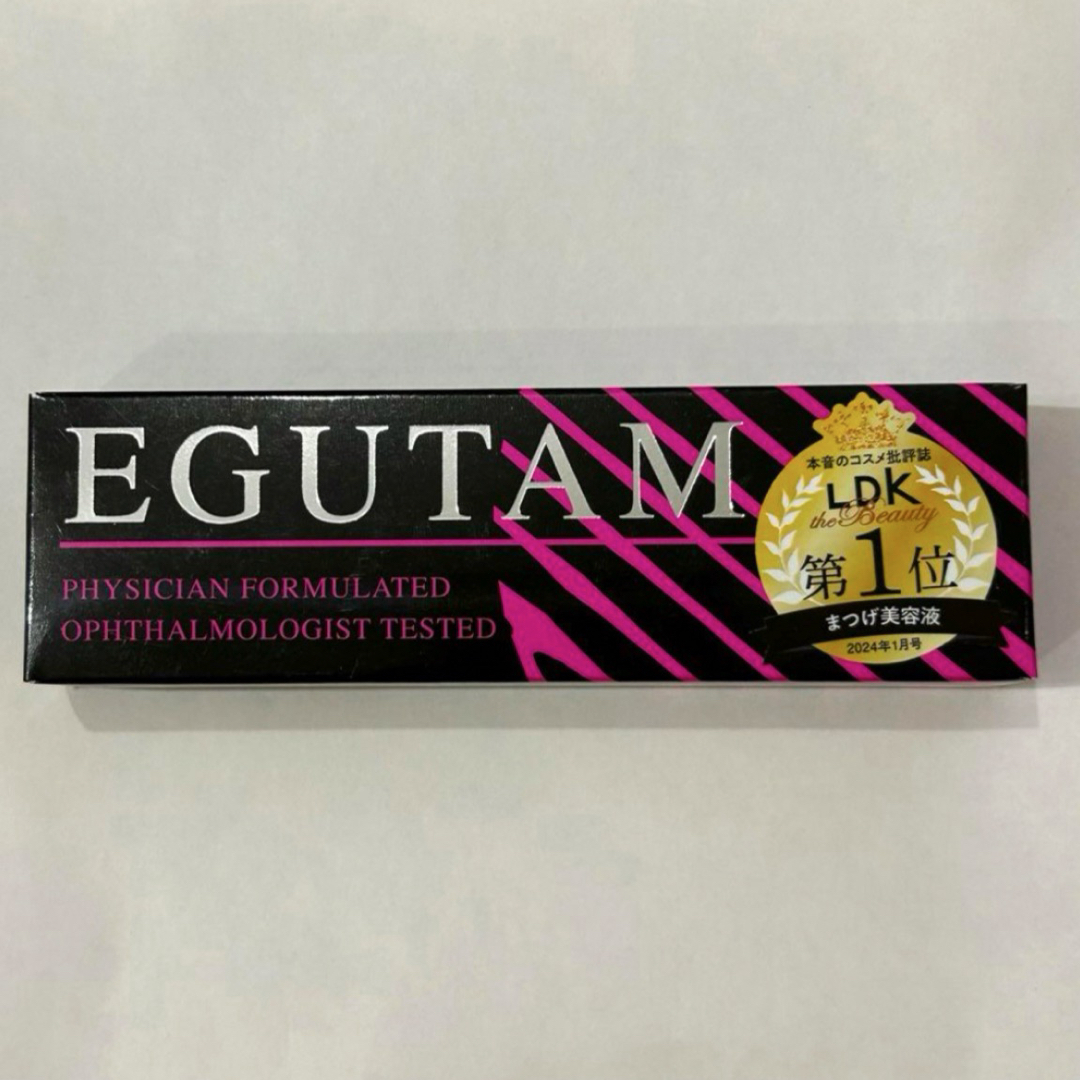 EGUTAM
PHYSICIAN FORMULATED
OPHTHALMOLOGIST TESTED
本音のコスメ批評誌
LDK
the Beauty
第1位
まつげ美容液
2024年1月号